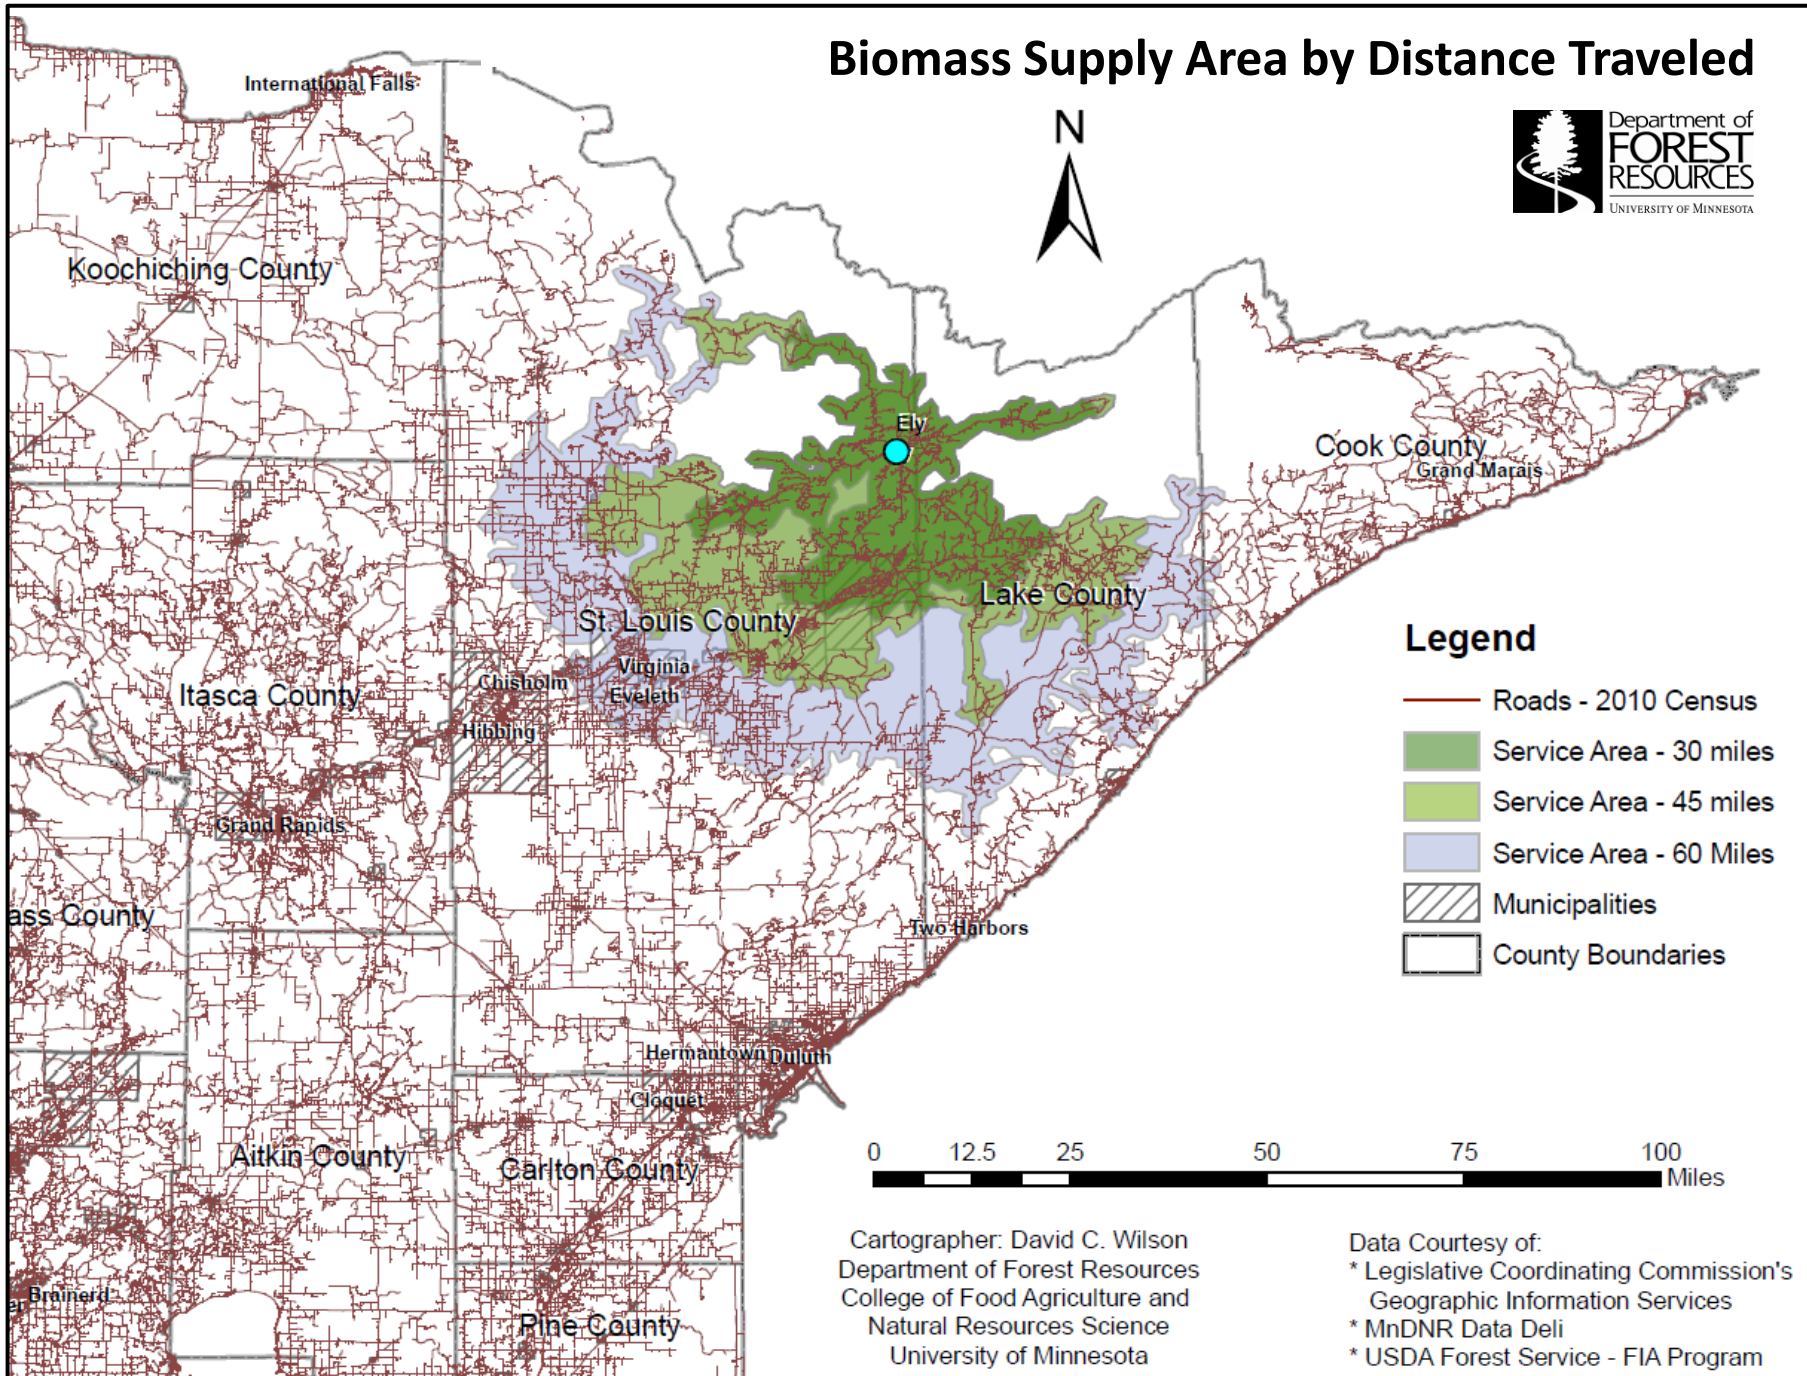 Biomass Supply Area by Distance Traveled
N
Department of
FOREST
RESOURCES
UNIVERSITY OF MINNESOTA
International Falls
Koochiching County
Ely
Cook County
Grand Marais
Lake County
St. Louis County
Virginia
Chisholm
Eveleth
Itasca County
Hibbing
Grand Rapids
ass County
Two Harbors
Hermantown
Duluth
Cloquet
Aitkin County
Carlton County
Brainerd
er
Pine County
Legend
Roads - 2010 Census
Service Area - 30 miles
Service Area - 45 miles
Service Area - 60 Miles
Municipalities
County Boundaries
0 12.5 25 50 75 100
Miles
Cartographer: David C. Wilson
Department of Forest Resources
College of Food Agriculture and
Natural Resources Science
University of Minnesota
Data Courtesy of:
* Legislative Coordinating Commission's
Geographic Information Services
* MnDNR Data Deli
* USDA Forest Service - FIA Program